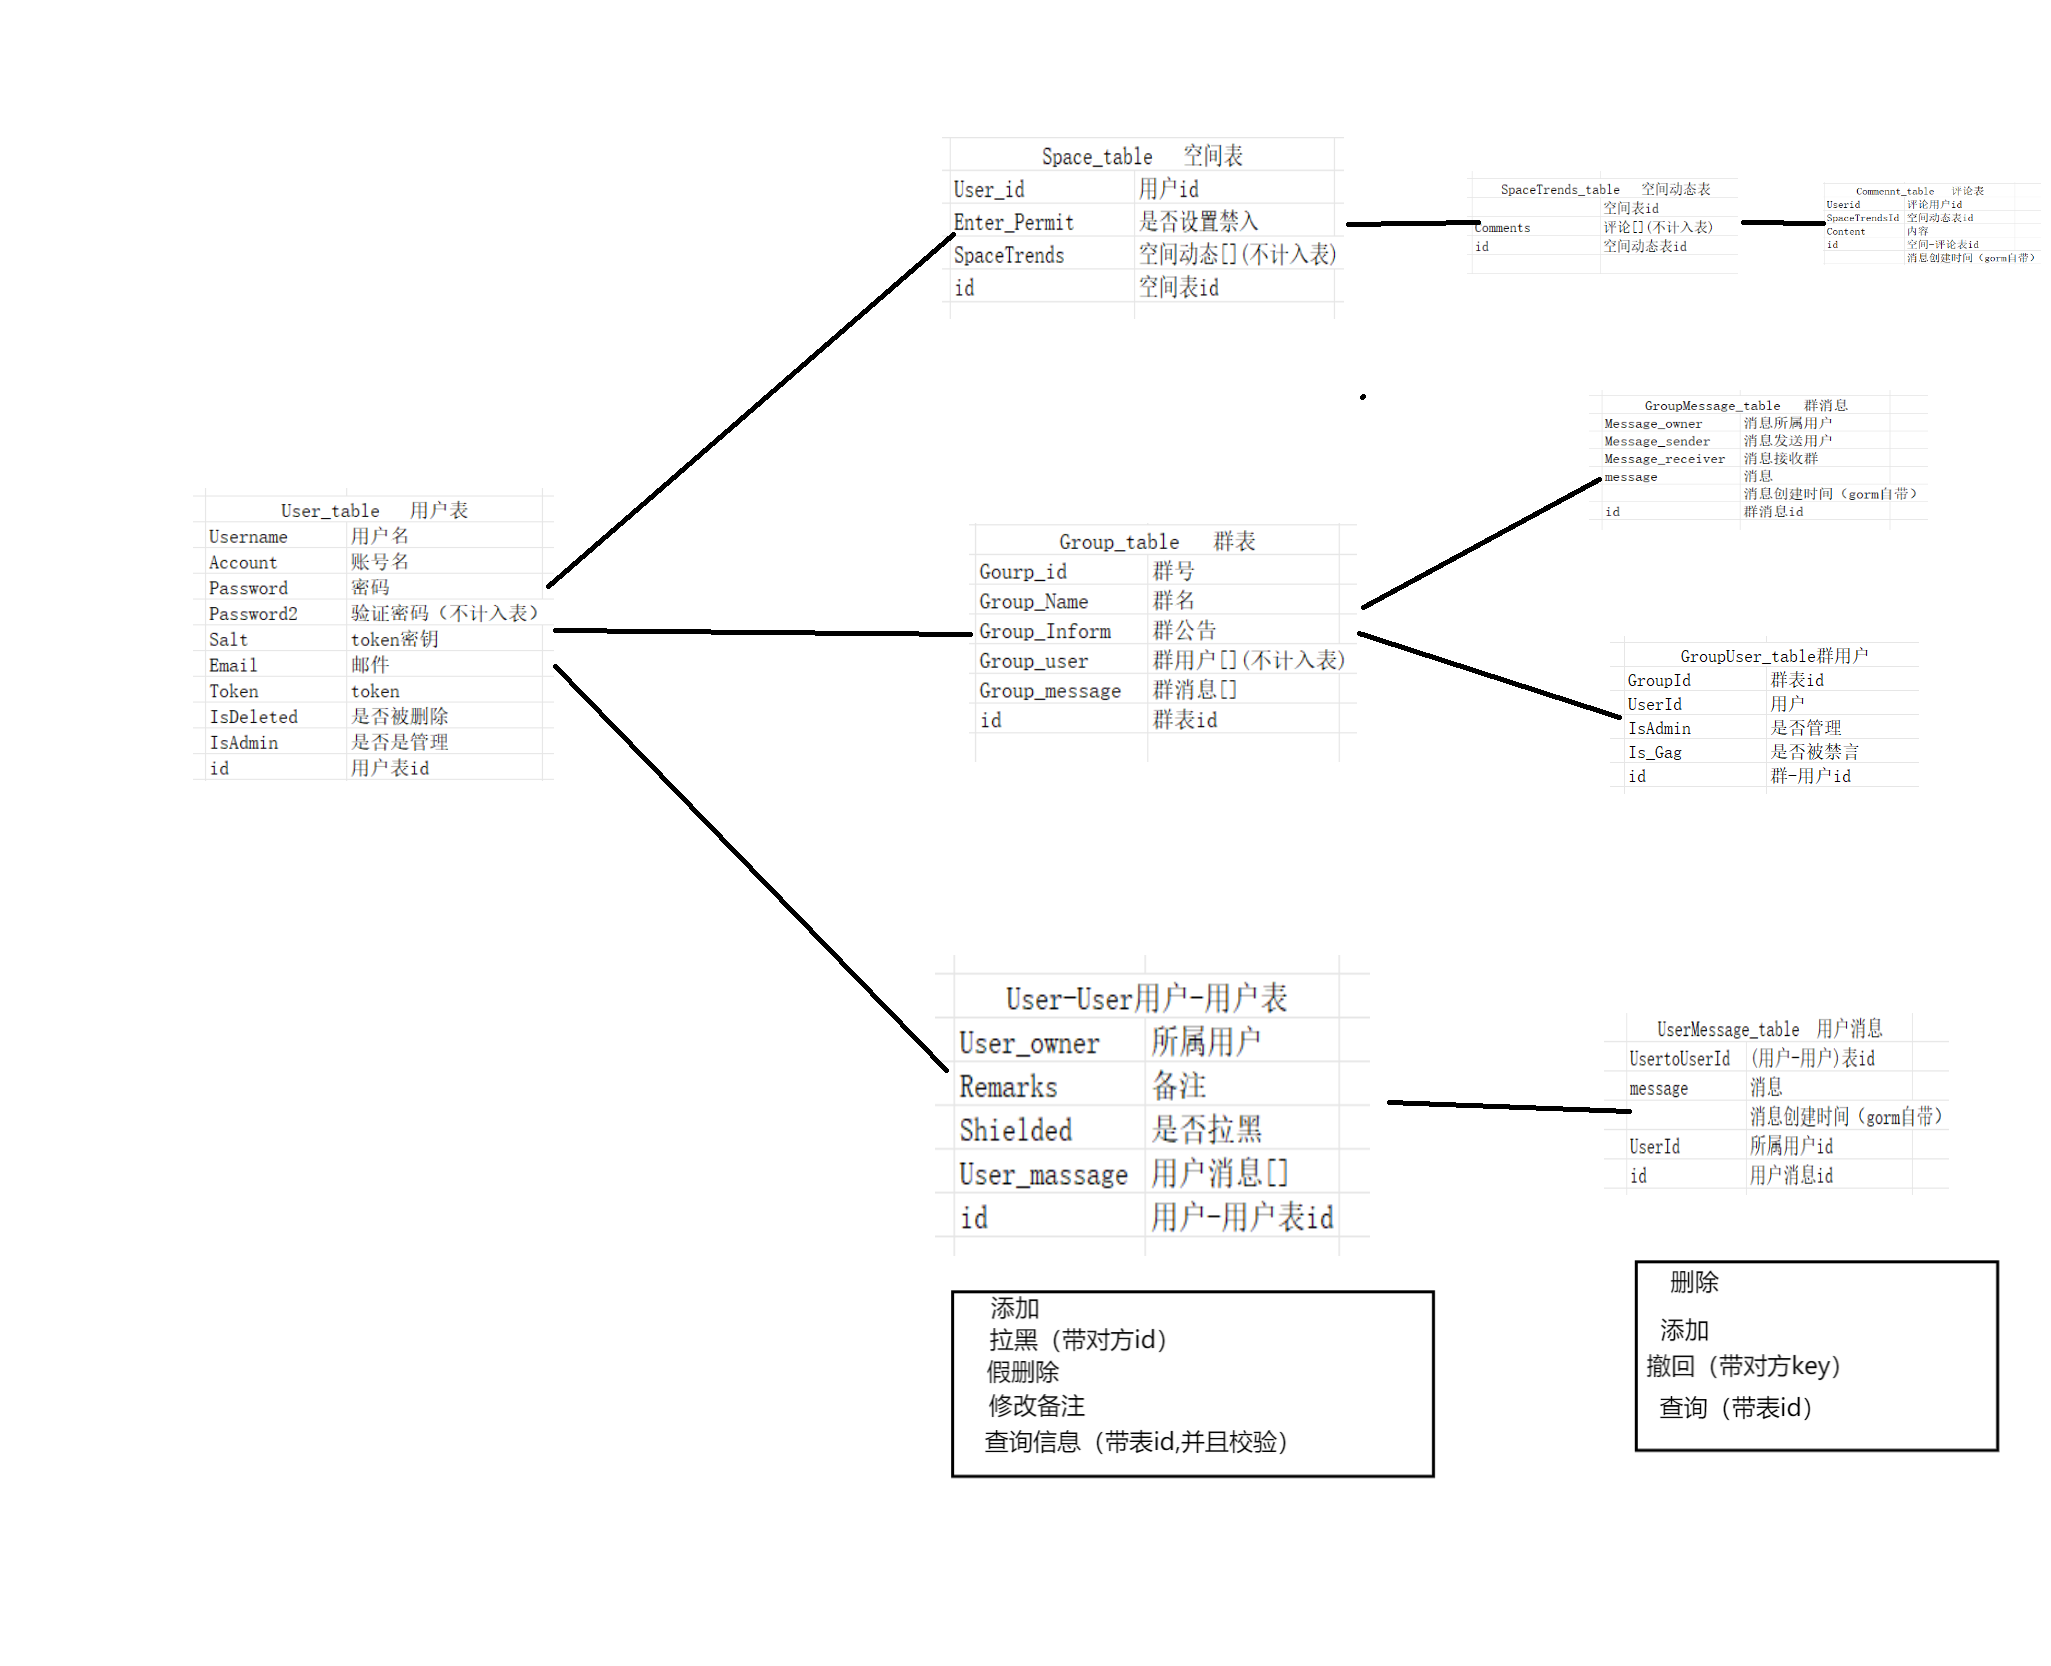 User_table 用户表
Username 用户名
Account 账号名
Password 密码
Password2 验证密码（不计入表）
Salt token密钥
Email 邮件
Token token
IsDeleted 是否被删除
IsAdmin 是否是管理
id 用户表id
Space_table 空间表
User_id 用户id
Enter_Permit 是否设置禁入
SpaceTrends 空间动态[](不计入表)
id 空间表id
SpaceTrends_table 空间动态表
空间表id
Comments 评论[](不计入表)
id 空间动态表id
Commennt_table 评论表
Userid 评论用户id
SpaceTrendsId 空间动态表id
Content 内容
id 空间-评论表id
消息创建时间（gorm自带）
Group_table 群表
Gourp_id 群号
Group_Name 群名
Group_Inform 群公告
Group_user 群用户[](不计入表)
Group_message 群消息[]
id 群表id
GroupMessage_table 群消息
Message_owner 消息所属用户
Message_sender 消息发送用户
Message_receiver 消息接收群
message 消息
消息创建时间（gorm自带）
id 群消息id
GroupUser_table群用户
GroupId 群表id
UserId 用户
IsAdmin 是否管理
Is_Gag 是否被禁言
id 群-用户id
User-User用户-用户表
User_owner 所属用户
Remarks 备注
Shielded 是否拉黑
User_massage 用户消息[]
id 用户-用户表id
UserMessage_table 用户消息
UsertoUserId (用户-用户)表id
message 消息
消息创建时间（gorm自带）
UserId 所属用户id
id 用户消息id
添加
拉黑（带对方id）
假删除
修改备注
查询信息（带表id,并且校验）
删除
添加
撤回（带对方key）
查询（带表id）